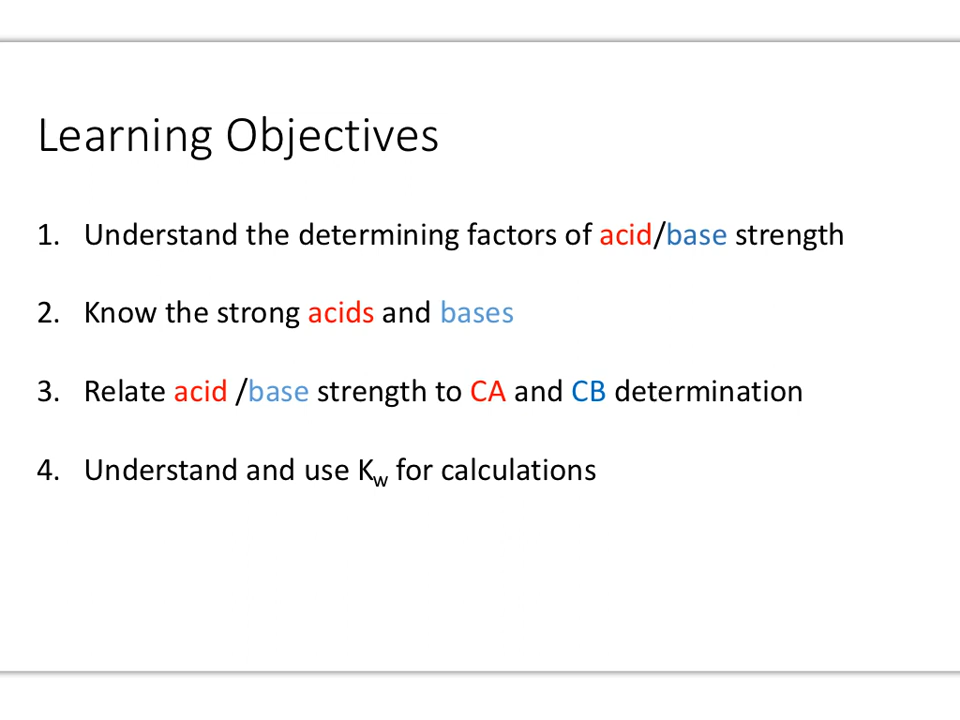 Learning Objectives
1. Understand the determining factors of acid/base strength
2. Know the strong acids and bases
3. Relate acid /base strength to CA and CB determination
4. Understand and use Kw for calculations